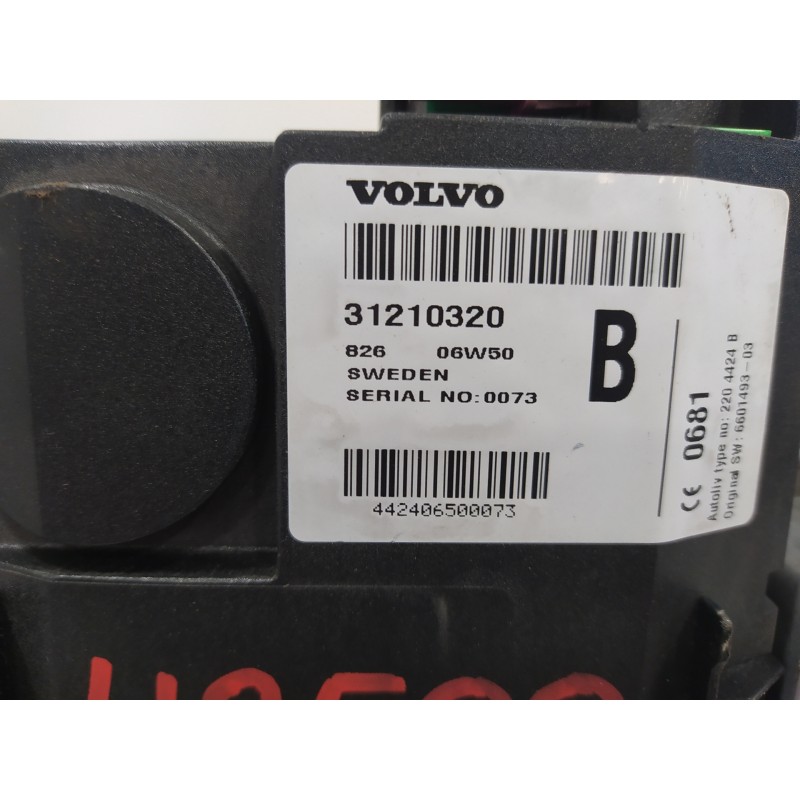 VOLVO
31210320
826 06W50
SWEDEN
SERIAL NO:0073
B
442406500073
CE 0681
Autoliv type no: 220 4424 B
Original SW: 6601493-03